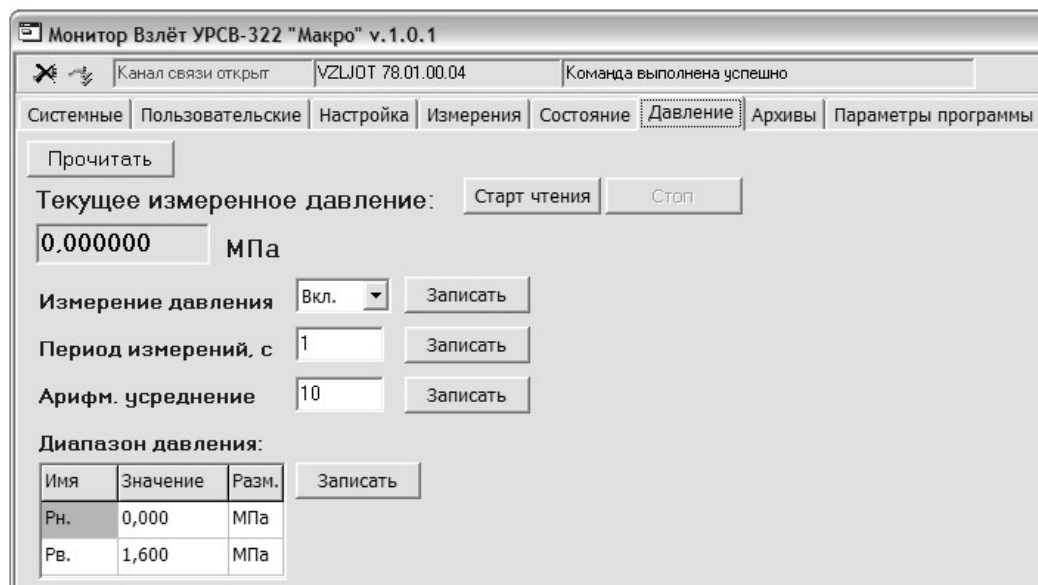 Монитор Взлёт УРСВ-322 "Макро" v.1.0.1
Канал связи открыт VZLJOT 78.01.00.04 Команда выполнена успешно
Системные Пользовательские Настройка Измерения Состояние Давление Архивы Параметры программы
Прочитать
Текущее измеренное давление: Старт чтения Стоп
0,000000 МПа
Измерение давления Вкл. Записать
Период измерений, с 1 Записать
Арифм. усреднение 10 Записать
Диапазон давления:
Имя Значение Разм. Записать
Рн. 0,000 МПа
Рв. 1,600 МПа